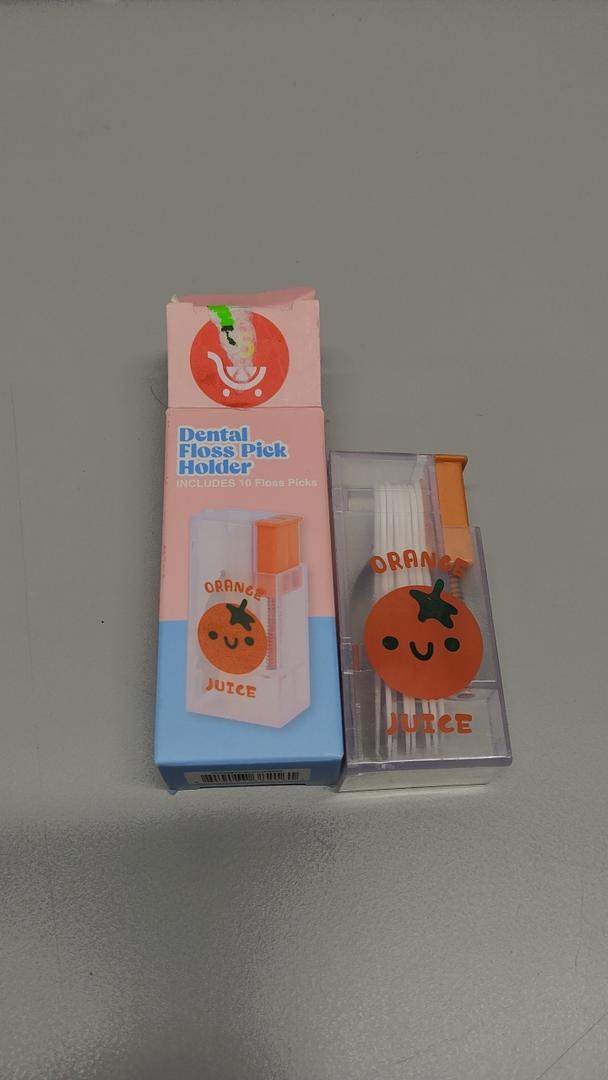 Dental
Floss Pick
Holder
INCLUDES 10 Floss Picks
ORANGE
JUICE
ORANGE
JUICE